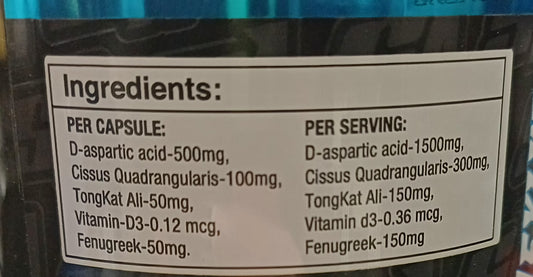 Ingredients:
PER CAPSULE:
D-aspartic acid-500mg,
Cissus Quadrangularis-100mg,
TongKat Ali-50mg,
Vitamin-D3-0.12 mcg,
Fenugreek-50mg.
PER SERVING:
D-aspartic acid-1500mg,
Cissus Quadrangularis-300mg,
TongKat Ali-150mg,
Vitamin d3-0.36 mcg,
Fenugreek-150mg